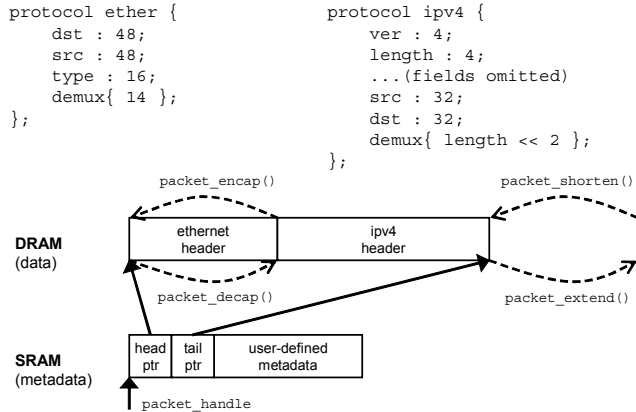 protocol ether {
    dst : 48;
    src : 48;
    type : 16;
    demux{ 14 };
};
protocol ipv4 {
    ver : 4;
    length : 4;
    ...(fields omitted)
    src : 32;
    dst : 32;
    demux{ length << 2 };
};
packet_encap()
packet_shorten()
DRAM
(data)
ethernet
header
ipv4
header
packet_decap()
packet_extend()
SRAM
(metadata)
head
ptr
tail
ptr
user-defined
metadata
packet_handle